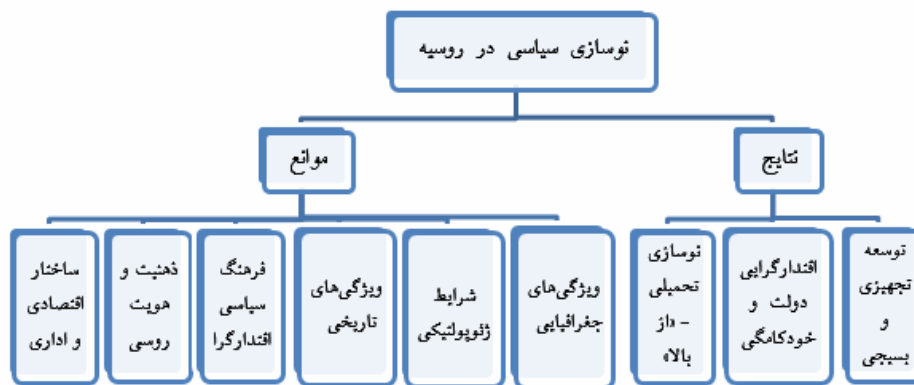 نوسازی سیاسی در روسیه
نتایج
موانع
توسعه
تجهیزی
و
بسیجی
اقتدارگرایی
دولت و
خودکامگی
نوسازی
تحمیلی
– «از
بالا»
ویژگی‌های
جغرافیایی
شرایط
ژئوپولتیکی
ویژگی‌های
تاریخی
فرهنگ
سیاسی
اقتدارگرا
ذهنیت و
هویت
روسی
ساختار
اقتصادی
و اداری